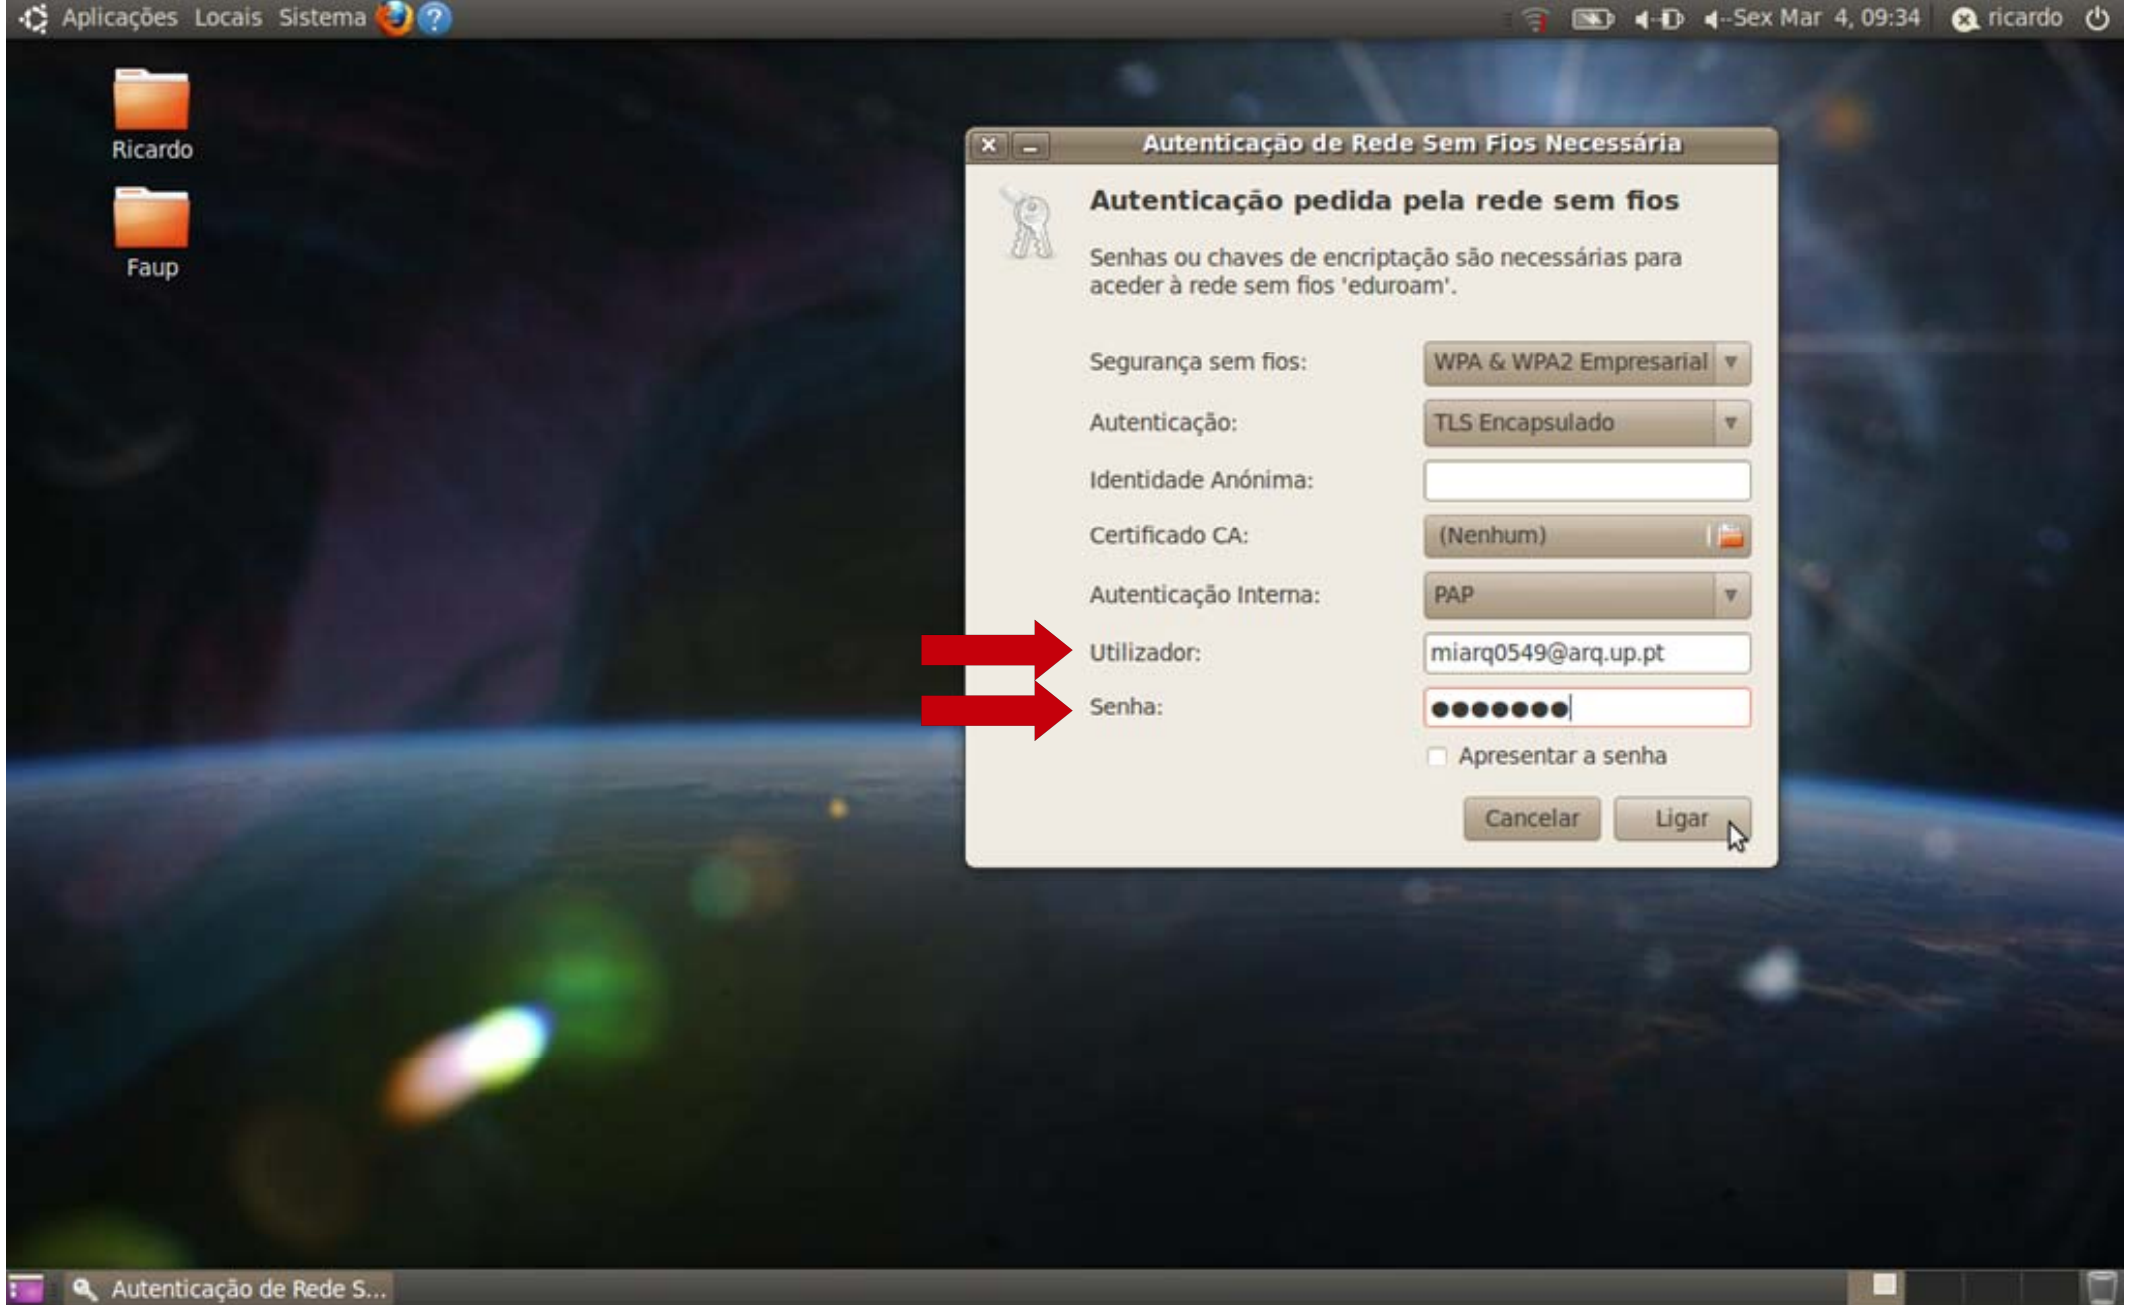 Aplicações Locais Sistema ?
Sex Mar 4, 09:34 ricardo
Ricardo
Faup
Autenticação de Rede Sem Fios Necessária
Autenticação pedida pela rede sem fios
Senhas ou chaves de encriptação são necessárias para
aceder à rede sem fios 'eduroam'.
Segurança sem fios: WPA & WPA2 Empresarial
Autenticação: TLS Encapsulado
Identidade Anónima:
Certificado CA: (Nenhum)
Autenticação Interna: PAP
Utilizador: miarq0549@arq.up.pt
Senha: ●●●●●●●
Apresentar a senha
Cancelar Ligar
Autenticação de Rede S...